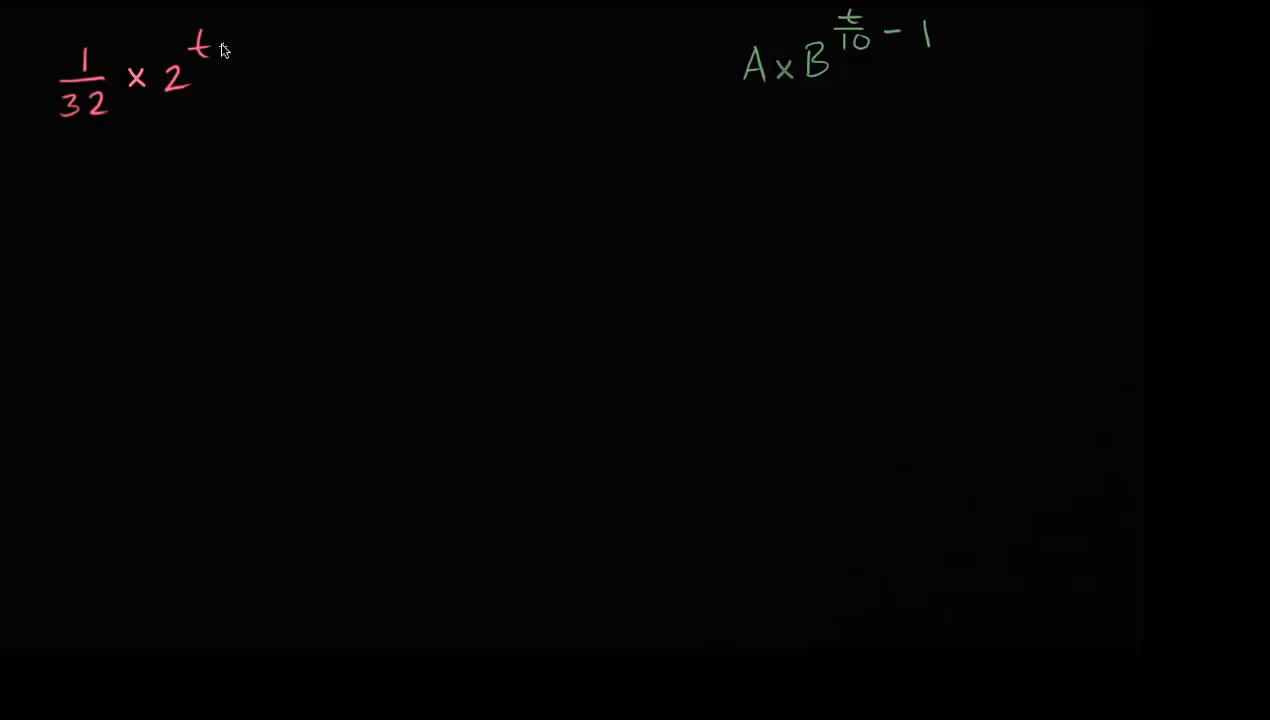 1/32 × 2^t
A × B^(t/10 - 1)